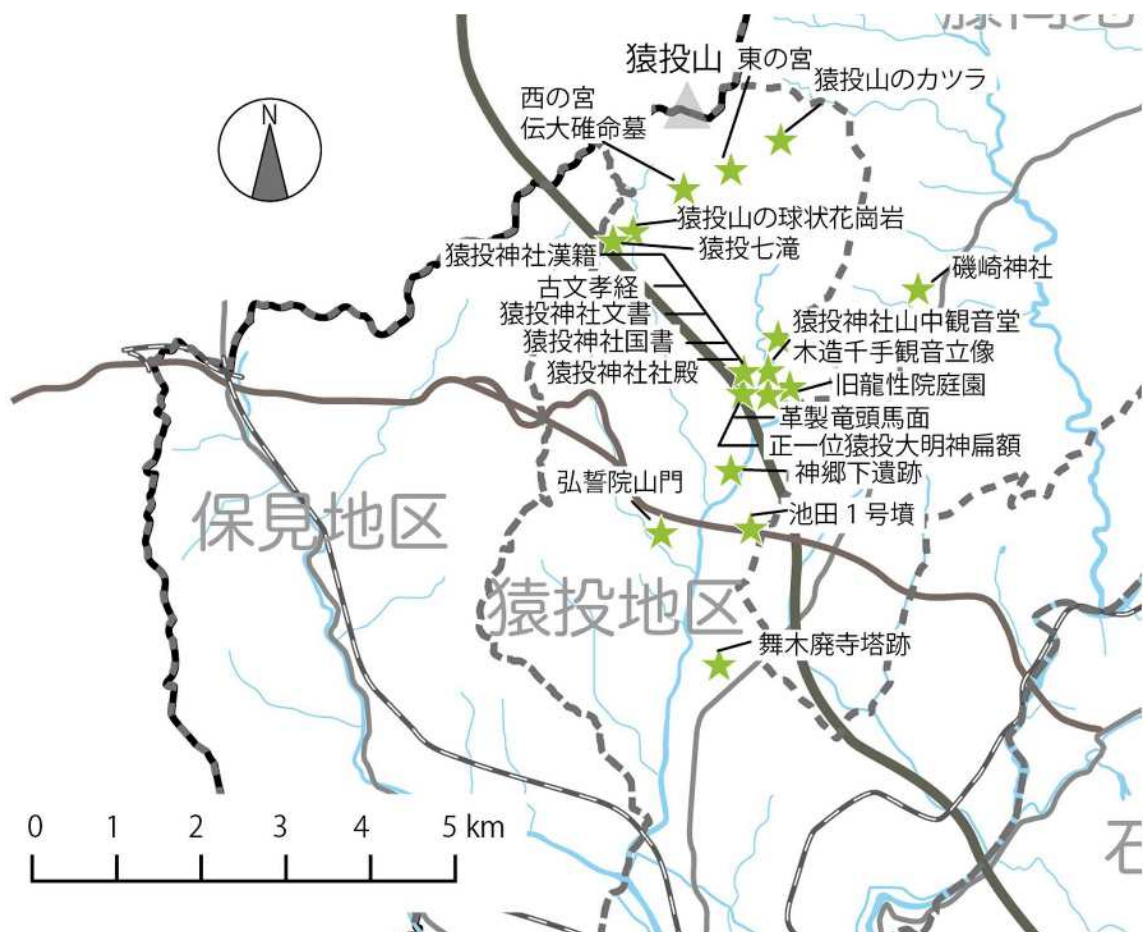 藤岡地
猿投山
東の宮
猿投山のカツラ
西の宮
伝大碓命墓
N
猿投山の球状花崗岩
猿投七滝
猿投神社漢籍
古文孝経
猿投神社文書
猿投神社国書
猿投神社社殿
磯崎神社
猿投神社山中観音堂
木造千手観音立像
旧龍性院庭園
革製竜頭馬面
正一位猿投大明神扁額
神郷下遺跡
弘誓院山門
池田1号墳
保見地区
猿投地区
舞木廃寺塔跡
0 1 2 3 4 5 km
石